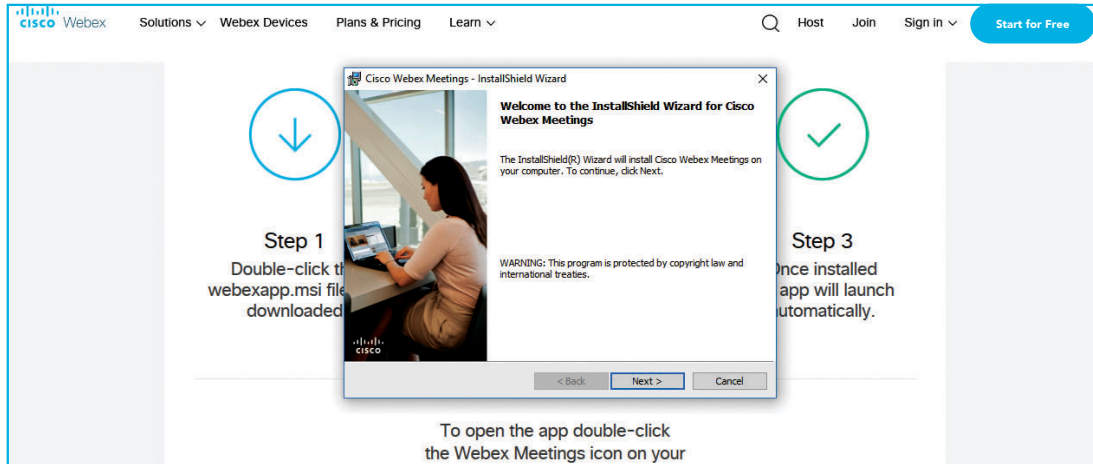 cisco Webex Solutions Webex Devices Plans & Pricing Learn Host Join Sign in Start for Free
Cisco Webex Meetings - InstallShield Wizard
Welcome to the InstallShield Wizard for Cisco
Webex Meetings
The InstallShield(R) Wizard will install Cisco Webex Meetings on
your computer. To continue, click Next.
WARNING: This program is protected by copyright law and
international treaties.
cisco
< Back Next > Cancel
Step 1
Double-click
webexapp.msi
downloaded
Step 3
installed
app will launch
automatically.
To open the app double-click
the Webex Meetings icon on your